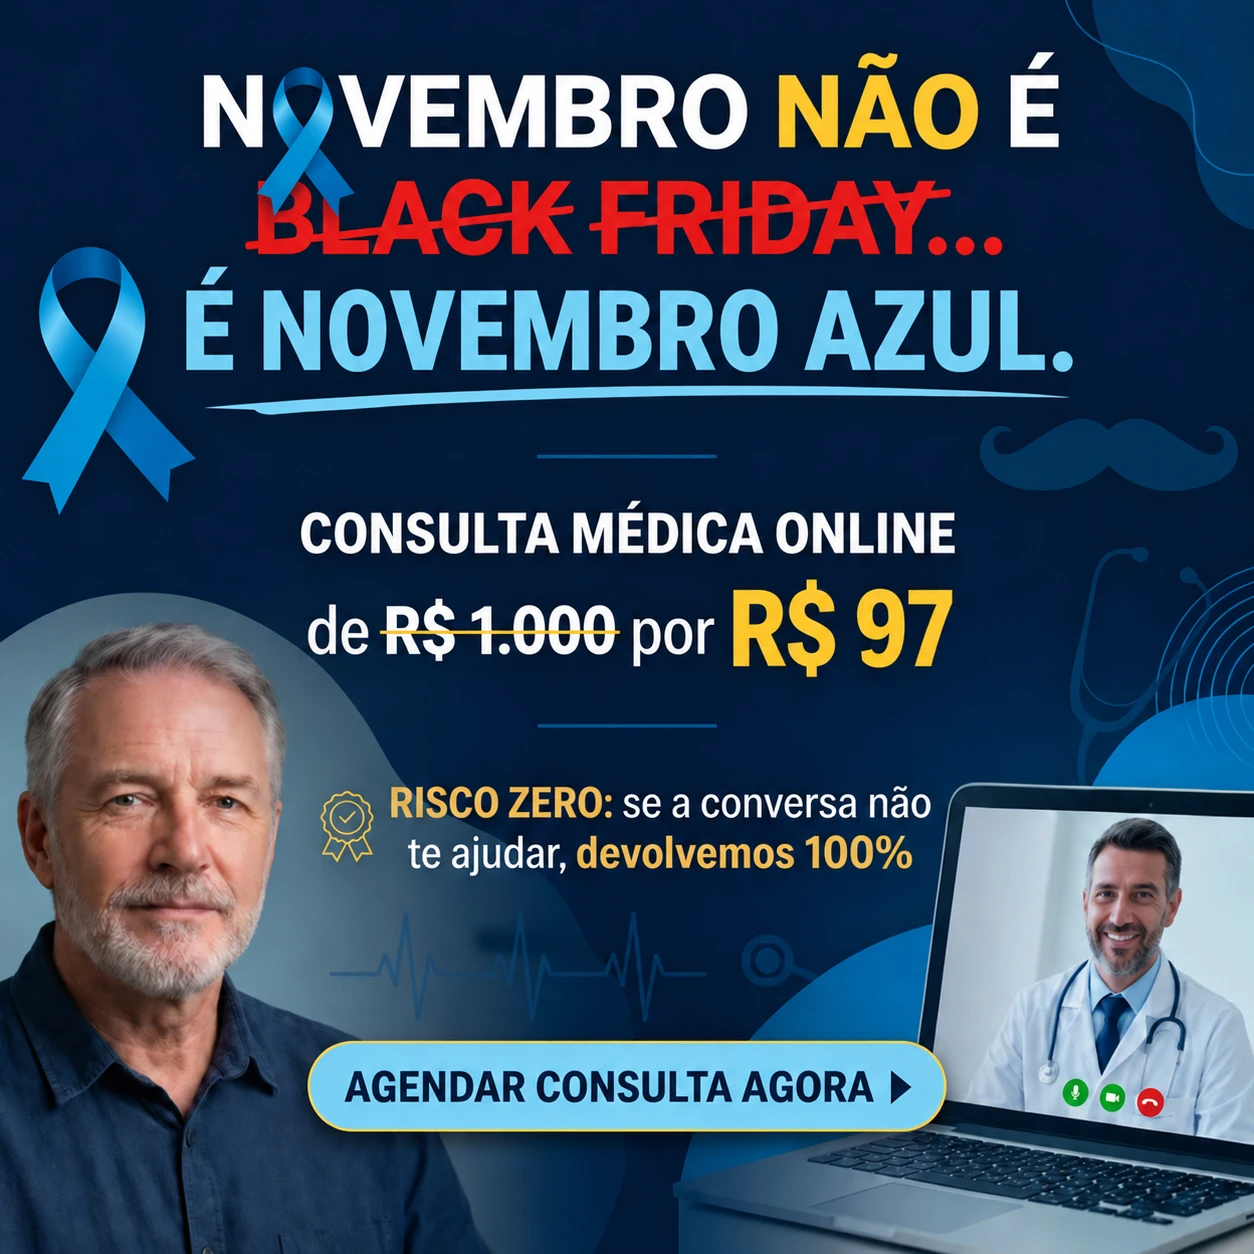 NOVEMBRO NÃO É
BLACK FRIDAY...
É NOVEMBRO AZUL.
CONSULTA MÉDICA ONLINE
de R$ 1.000 por R$ 97
RISCO ZERO: se a conversa não
te ajudar, devolvemos 100%
AGENDAR CONSULTA AGORA